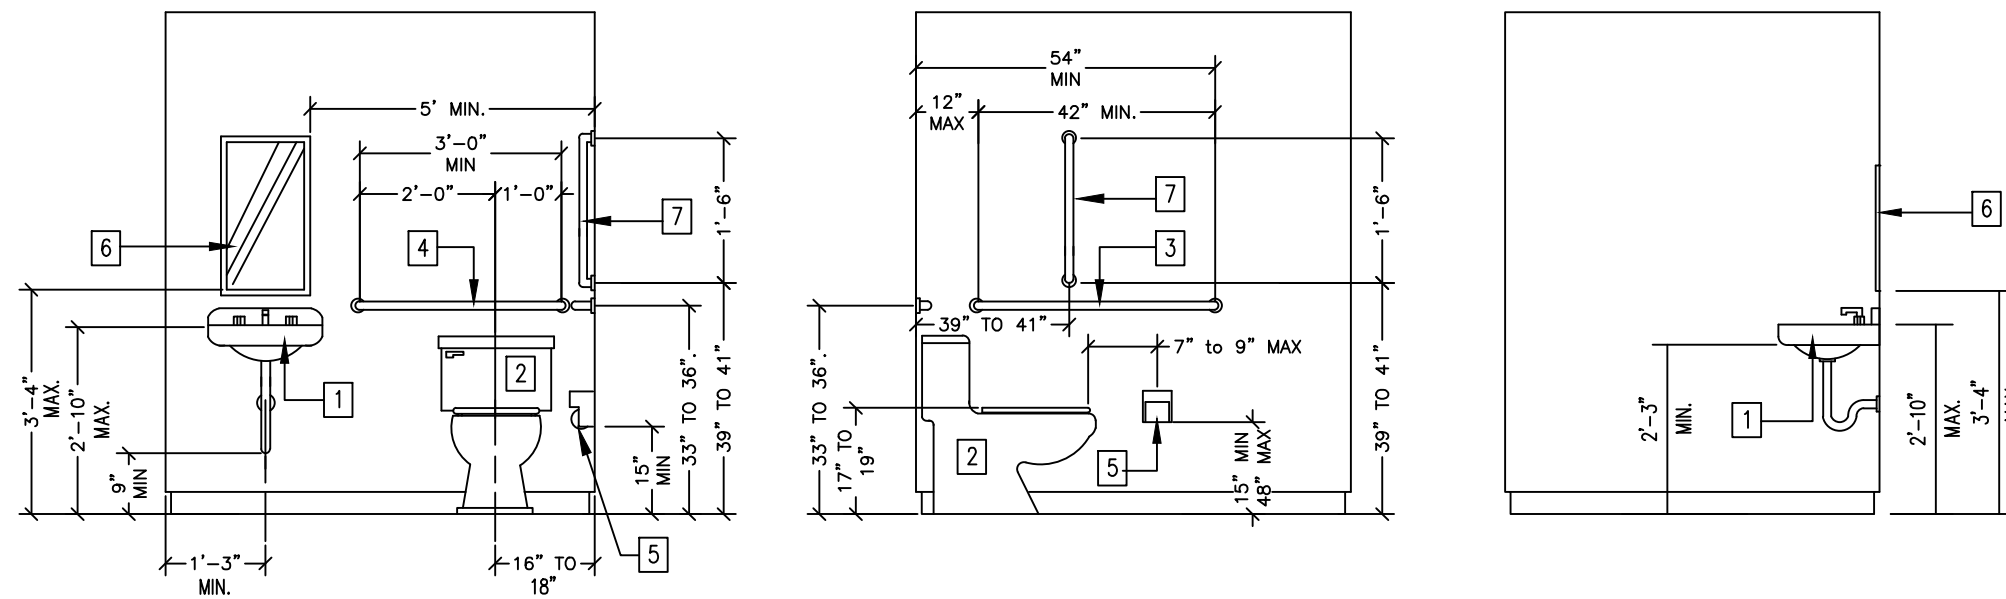 5' MIN.
3'-0"
MIN
2'-0"
1'-0"
6
4
7
1'-6"
3'-4"
MAX.
2'-10"
MAX.
9"
MIN
1
2
15"
MIN
33" TO 36".
39" TO 41"
1'-3"
MIN.
16" TO
18"
5
54"
MIN
12"
MAX
42" MIN.
7
3
1'-6"
39" TO 41"
7" to 9" MAX
33" TO 36".
17" TO
19"
2
5
15" MIN
48" MAX
39" TO 41"
6
2'-3"
MIN.
1
2'-10"
MAX.
3'-4"